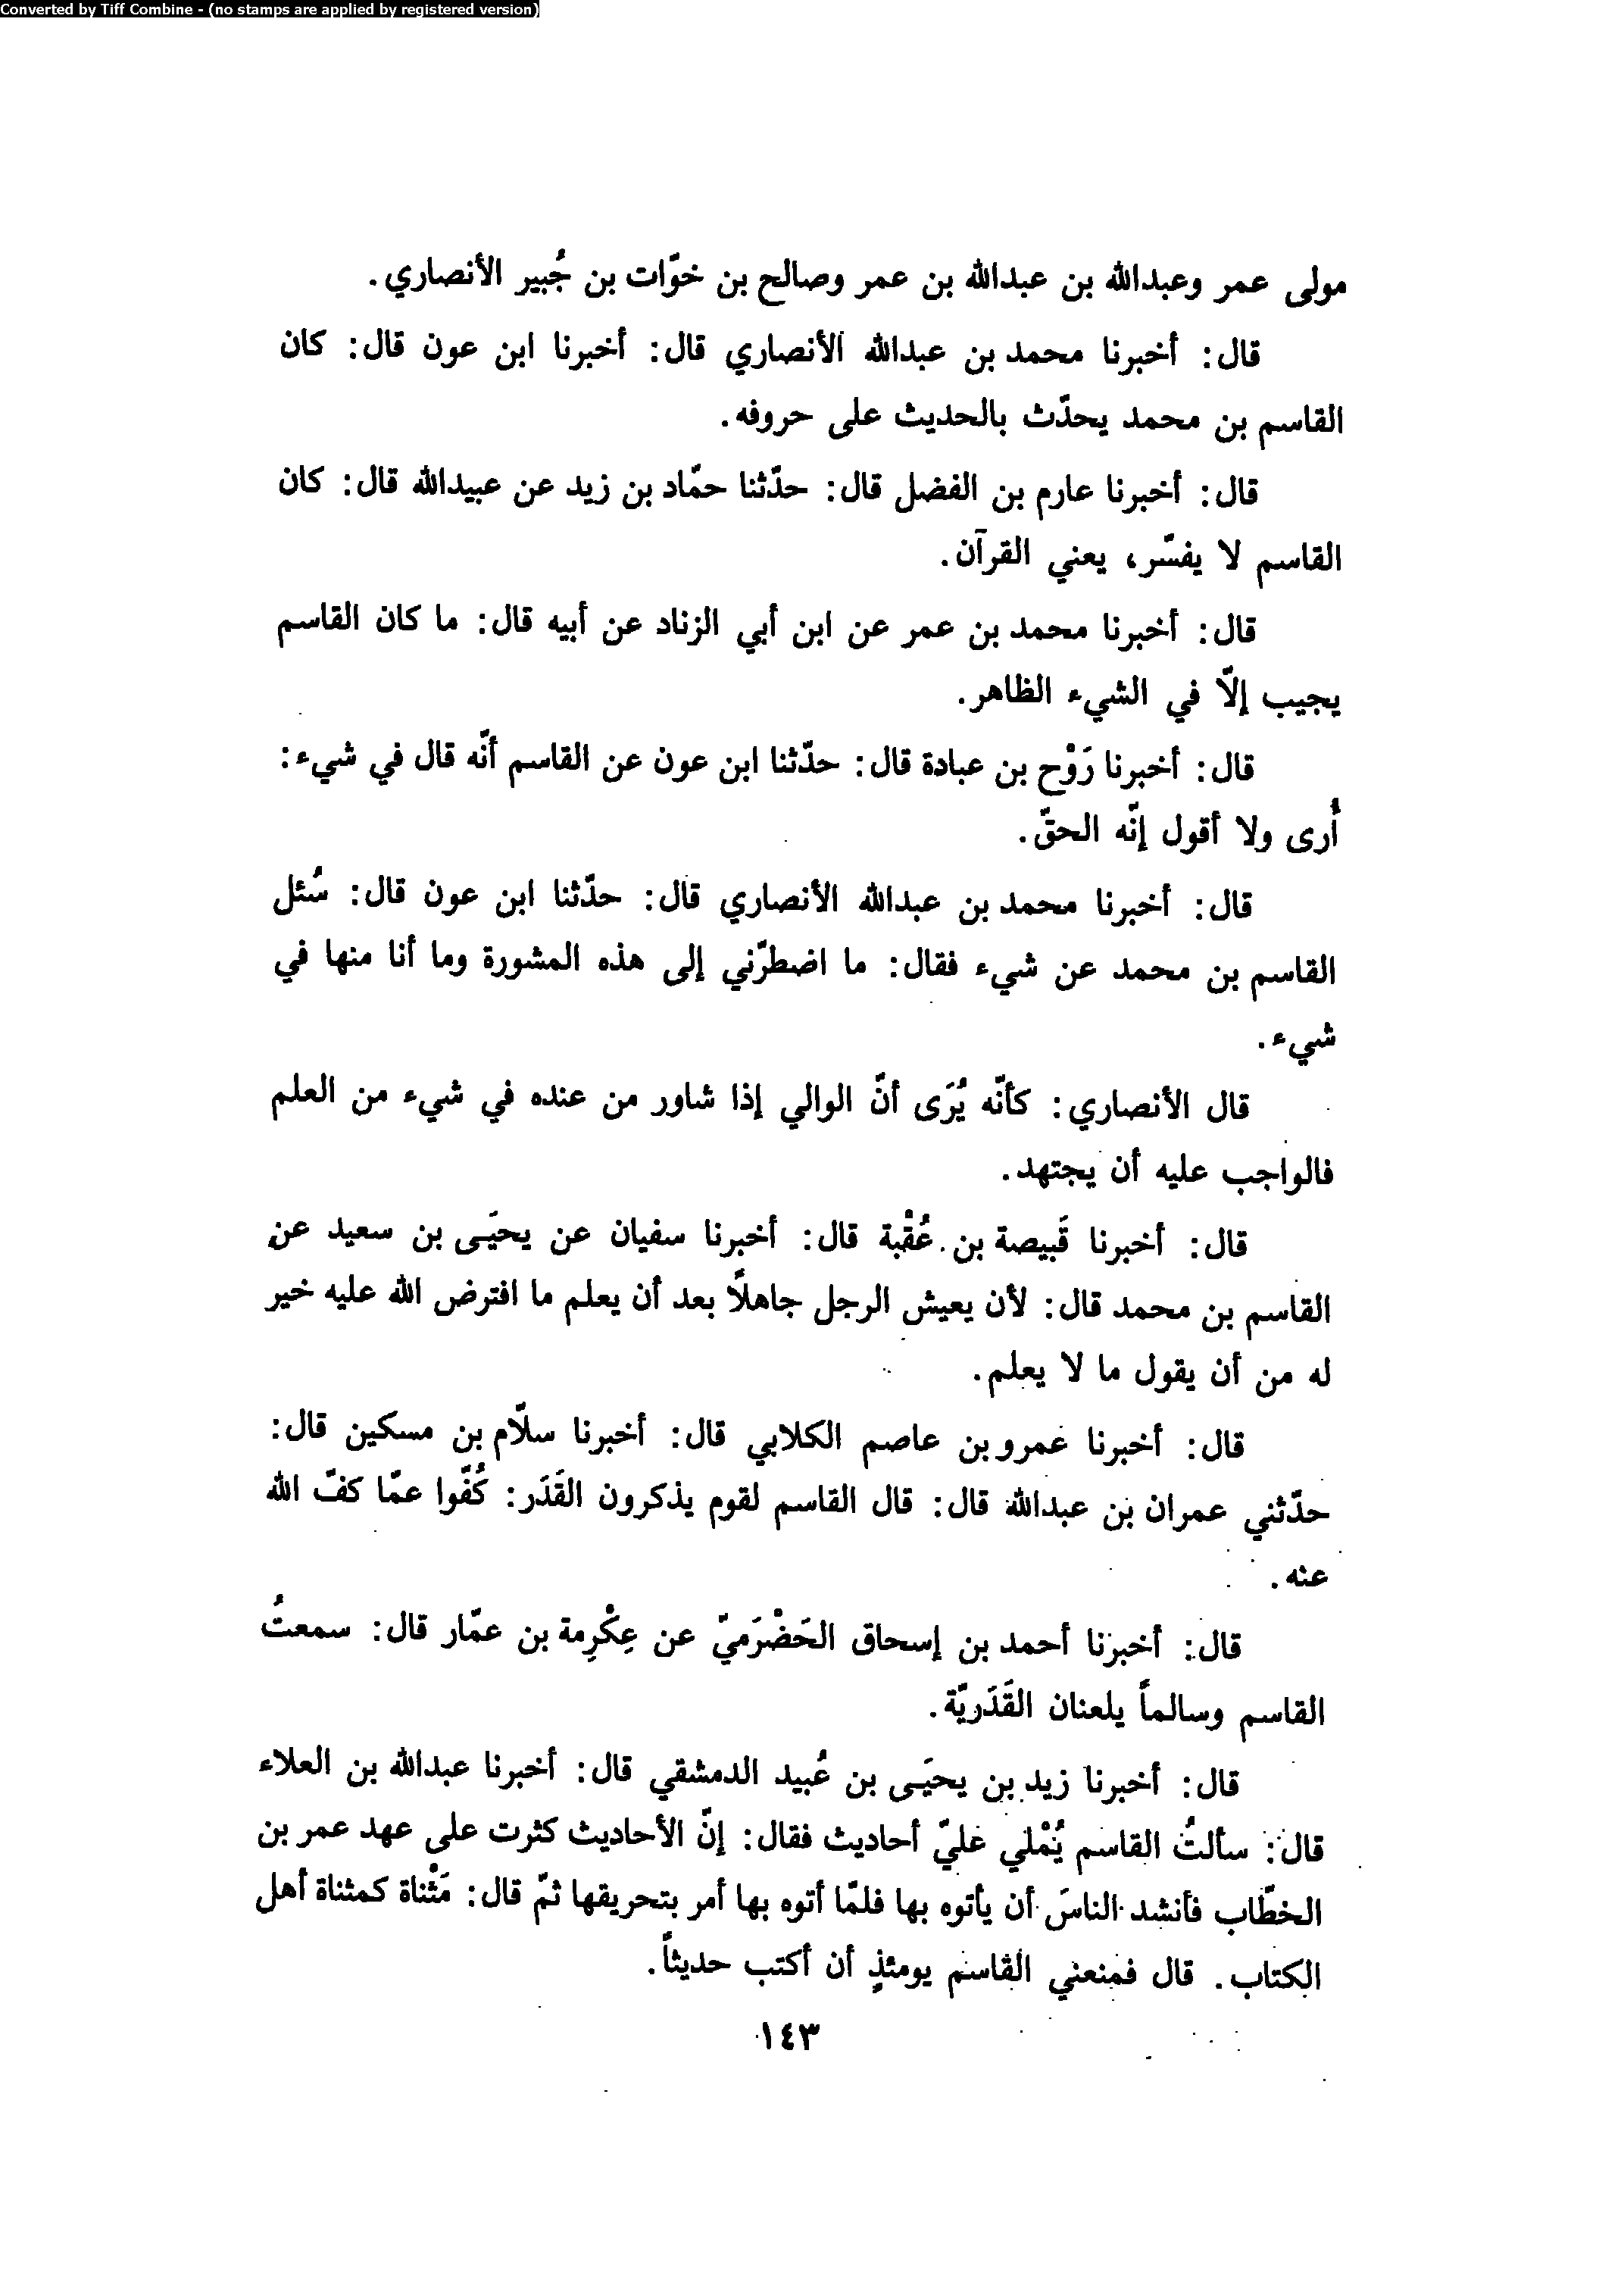 Converted by Tiff Combine - (no stamps are applied by registered version)
مولى عمر وعبدالله بن عبدالله بن عمر وصالح بن خوّات بن جُبير الأنصاري.
قال: أخبرنا محمد بن عبدالله الأنصاري قال: أخبرنا ابن عون قال: كان
القاسم بن محمد يحدّث بالحديث على حروفه.
قال: أخبرنا عارم بن الفضل قال: حدّثنا حمّاد بن زيد عن عبيدالله قال: كان
القاسم لا يفسّر، يعني القرآن.
قال: أخبرنا محمد بن عمر عن ابن أبي الزناد عن أبيه قال: ما كان القاسم
يجيب إلّا في الشيء الظاهر.
قال: أخبرنا رَوْح بن عبادة قال: حدّثنا ابن عون عن القاسم أنّه قال في شيء:
أُرى ولا أقول إنّه الحقّ.
قال: أخبرنا محمد بن عبدالله الأنصاري قال: حدّثنا ابن عون قال: سُئل
القاسم بن محمد عن شيء فقال: ما اضطرّني إلى هذه المشورة وما أنا منها في
شيء.
قال الأنصاري: كأنّه يُرَى أنّ الوالي إذا شاور من عنده في شيء من العلم
فالواجب عليه أن يجتهد.
قال: أخبرنا قَبيصة بن عُقْبة قال: أخبرنا سفيان عن يحيَى بن سعيد عن
القاسم بن محمد قال: لأن يعيش الرجل جاهلًا بعد أن يعلم ما افترض الله عليه خير
له من أن يقول ما لا يعلم.
قال: أخبرنا عمرو بن عاصم الكلابي قال: أخبرنا سلّام بن مسكين قال:
حدّثني عمران بن عبدالله قال: قال القاسم لقوم يذكرون القَدَر: كُفّوا عمّا كفّ الله
عنه.
قال: أخبرنا أحمد بن إسحاق الحَضْرَميّ عن عِكْرِمة بن عمّار قال: سمعتُ
القاسم وسالماً يلعنان القَدَريّة.
قال: أخبرنا زيد بن يحيَى بن عُبيد الدمشقي قال: أخبرنا عبدالله بن العلاء
قال: سألتُ القاسم يُمْلي عليّ أحاديث فقال: إنّ الأحاديث كثرت على عهد عمر بن
الخطّاب فأنشد الناسَ أن يأتوه بها فلمّا أتوه بها أمر بتحريقها ثمّ قال: مَثْناة كمثناة أهل
الكتاب. قال فمنعني القاسم يومئذٍ أن أكتب حديثاً.
١٤٣